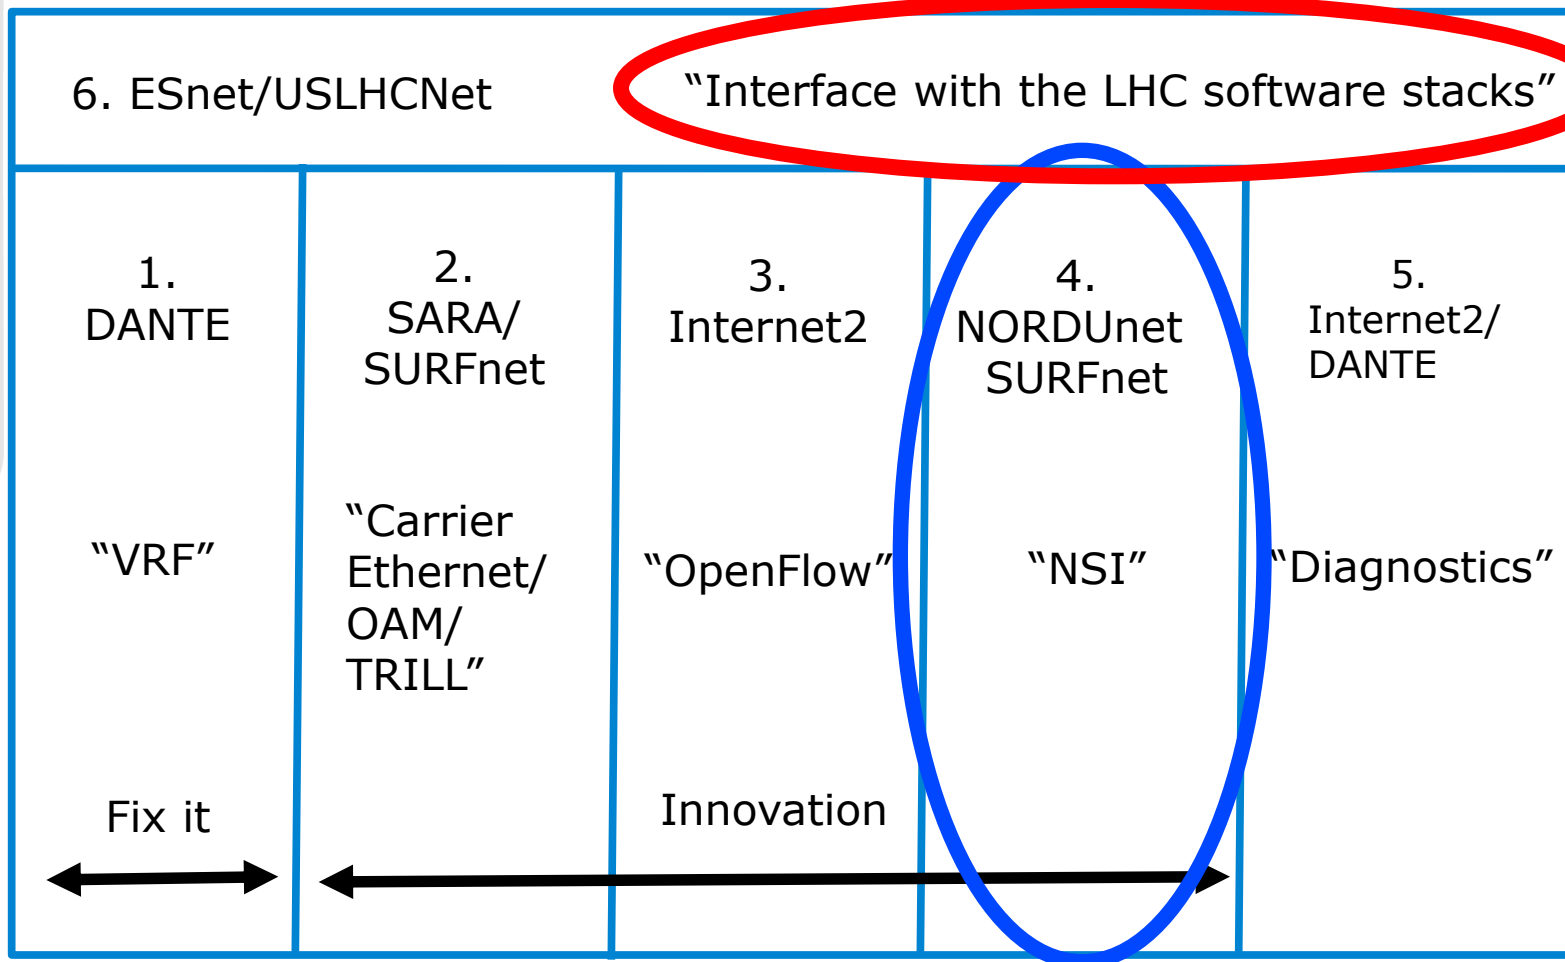 6. ESnet/USLHCNet
“Interface with the LHC software stacks”
1.
DANTE
“VRF”
2.
SARA/
SURFnet
“Carrier
Ethernet/
OAM/
TRILL”
3.
Internet2
“OpenFlow”
4.
NORDUnet
SURFnet
“NSI”
5.
Internet2/
DANTE
“Diagnostics”
Fix it
Innovation